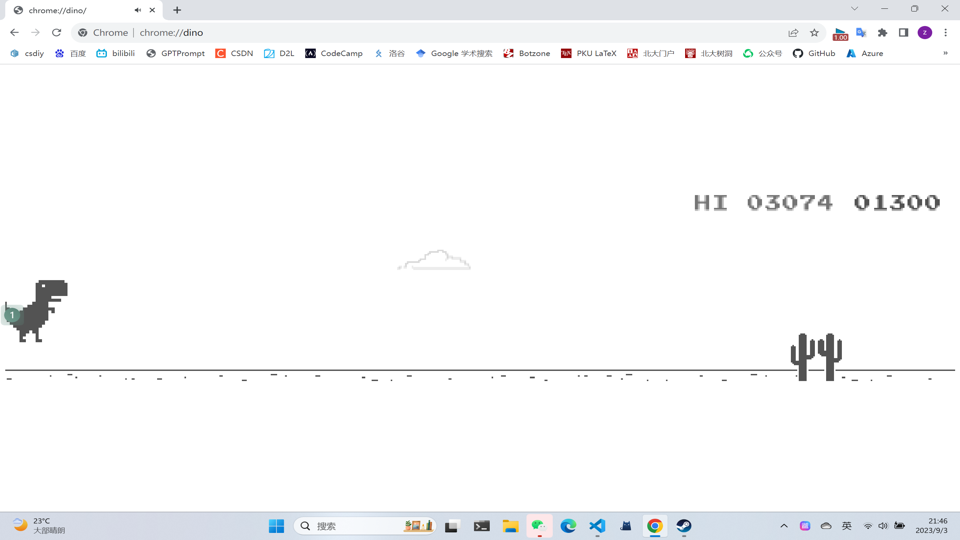 chrome://dino/
Chrome | chrome://dino
1.00
z
csdiy 百度 bilibili GPTPrompt CSDN D2L CodeCamp 洛谷 Google 学术搜索 Botzone PKU LaTeX 北大门户 北大树洞 公众号 GitHub Azure »
HI 03074 01300
1
23°C
大部晴朗
搜索
英
21:46
2023/9/3